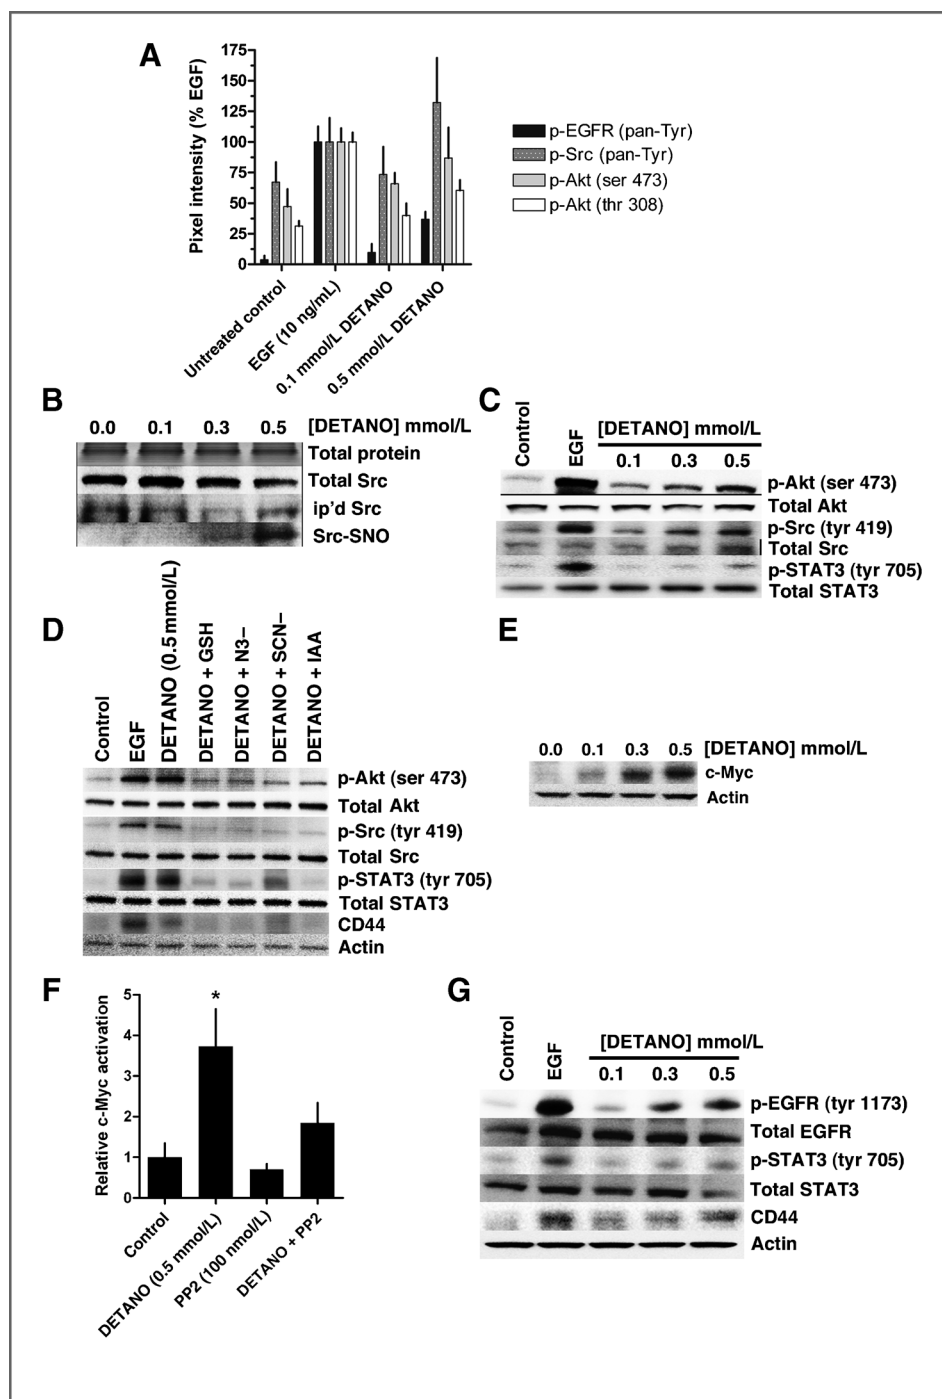 A
Pixel intensity (% EGF)
175
150
125
100
75
50
25
0
Untreated control
EGF (10 ng/mL)
0.1 mmol/L DETANO
0.5 mmol/L DETANO
p-EGFR (pan-Tyr)
p-Src (pan-Tyr)
p-Akt (ser 473)
p-Akt (thr 308)
B
0.0 0.1 0.3 0.5 [DETANO] mmol/L
Total protein
Total Src
ip'd Src
Src-SNO
C
Control
EGF
[DETANO] mmol/L
0.1 0.3 0.5
p-Akt (ser 473)
Total Akt
p-Src (tyr 419)
Total Src
p-STAT3 (tyr 705)
Total STAT3
D
Control
EGF
DETANO (0.5 mmol/L)
DETANO + GSH
DETANO + N3–
DETANO + SCN–
DETANO + IAA
p-Akt (ser 473)
Total Akt
p-Src (tyr 419)
Total Src
p-STAT3 (tyr 705)
Total STAT3
CD44
Actin
E
0.0 0.1 0.3 0.5 [DETANO] mmol/L
c-Myc
Actin
F
Relative c-Myc activation
5
4
3
2
1
0
*
Control
DETANO (0.5 mmol/L)
PP2 (100 nmol/L)
DETANO + PP2
G
Control
EGF
[DETANO] mmol/L
0.1 0.3 0.5
p-EGFR (tyr 1173)
Total EGFR
p-STAT3 (tyr 705)
Total STAT3
CD44
Actin